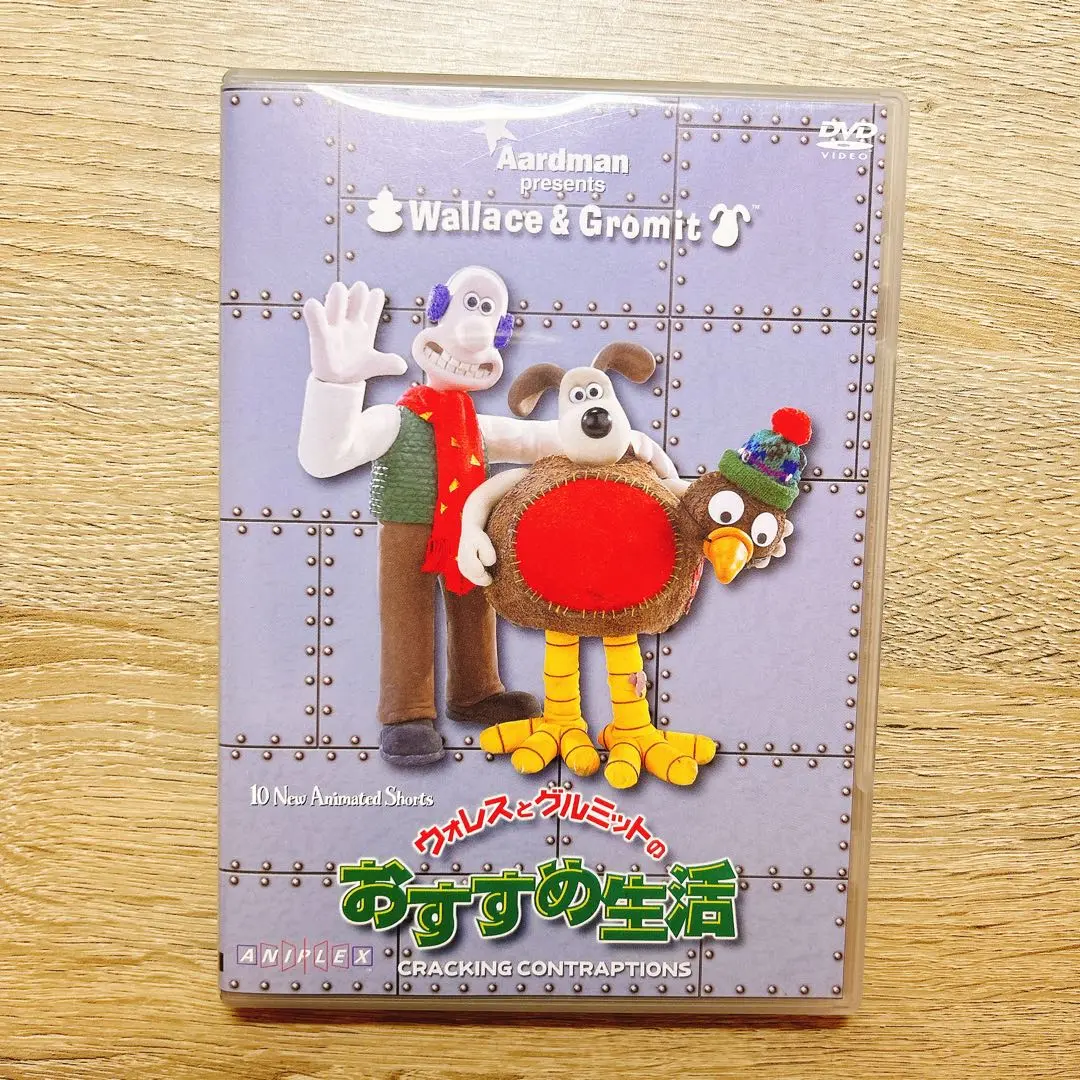 DVD
VIDEO
Aardman
presents
Wallace & Gromit™
10 New Animated Shorts
ウォレスとグルミットの
おすすめ生活
ANIPLEX
CRACKING CONTRAPTIONS